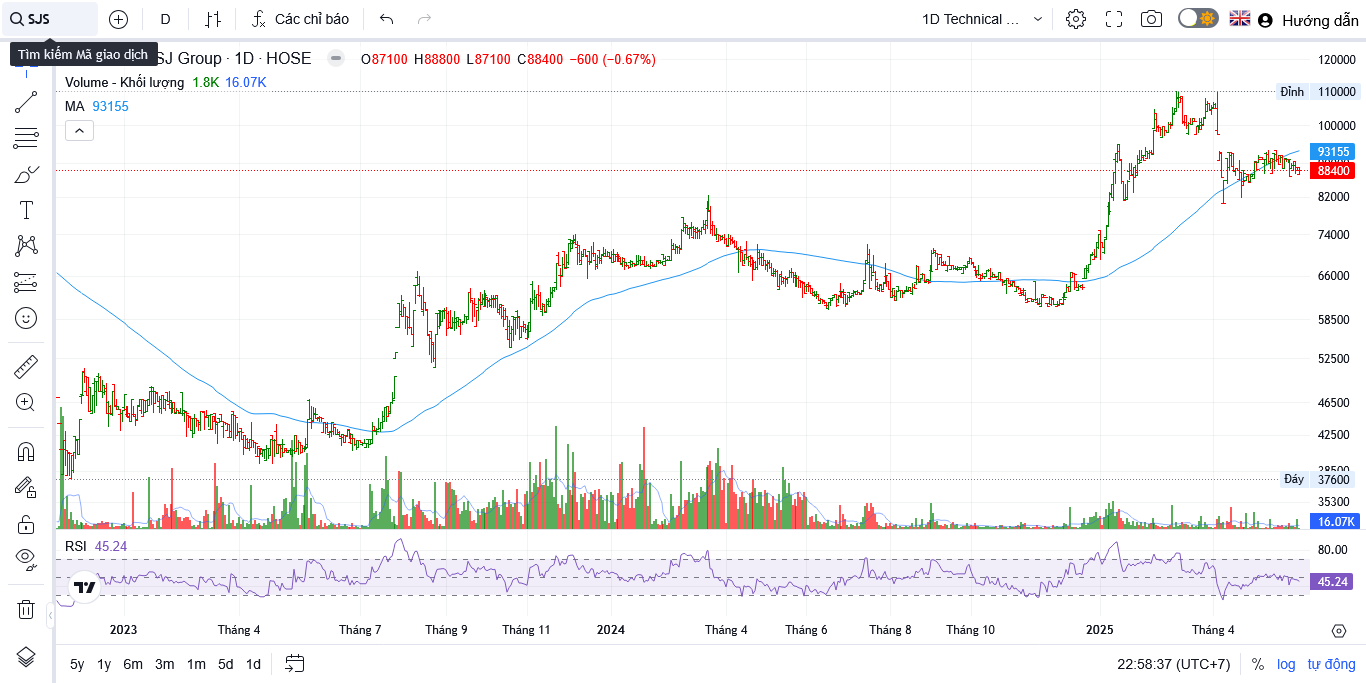 SJS
D
Các chỉ báo
1D Technical ...
Hướng dẫn
Tìm kiếm Mã giao dịch
SJ Group · 1D · HOSE
O87100 H88800 L87100 C88400 −600 (−0.67%)
Volume - Khối lượng 1.8K 16.07K
MA 93155
120000
Đỉnh 110000
100000
93155
88400
82000
74000
66000
58500
52500
46500
42500
38500
Đáy 37600
35300
16.07K
RSI 45.24
80.00
45.24
2023 Tháng 4 Tháng 7 Tháng 9 Tháng 11 2024 Tháng 4 Tháng 6 Tháng 8 Tháng 10 2025 Tháng 4
5y 1y 6m 3m 1m 5d 1d
22:58:37 (UTC+7) % log tự động